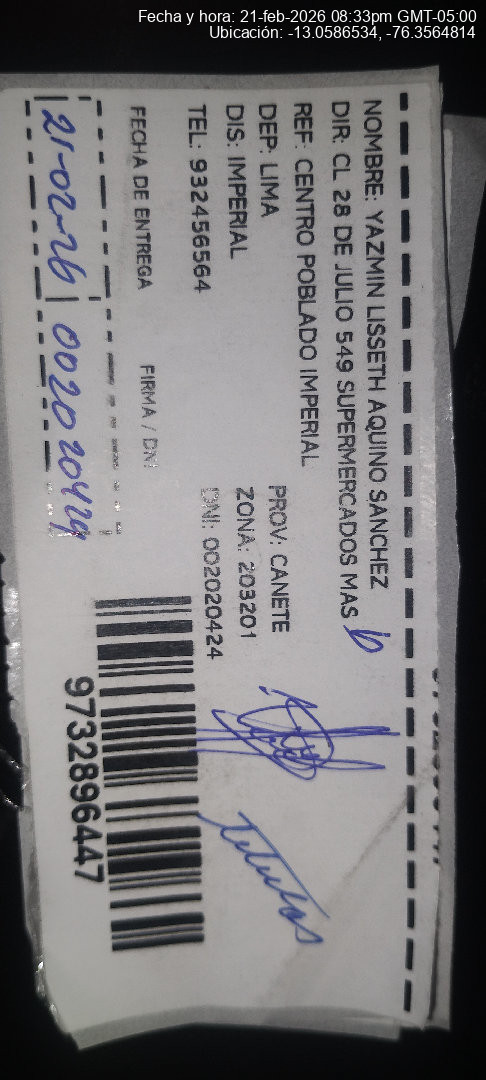 Fecha y hora: 21-feb-2026 08:33pm GMT-05:00
Ubicación: -13.0586534, -76.3564814
NOMBRE: YAZMIN LISSETH AQUINO SANCHEZ
DIR: CL 28 DE JULIO 549 SUPERMERCADOS MAS
REF: CENTRO POBLADO IMPERIAL
DEP: LIMA PROV: CANETE
DIS: IMPERIAL ZONA: 203201
TEL: 932456564 DNI: 002020424
FECHA DE ENTREGA FIRMA / DNI
21-02-26 002020424
9732896447
Titular